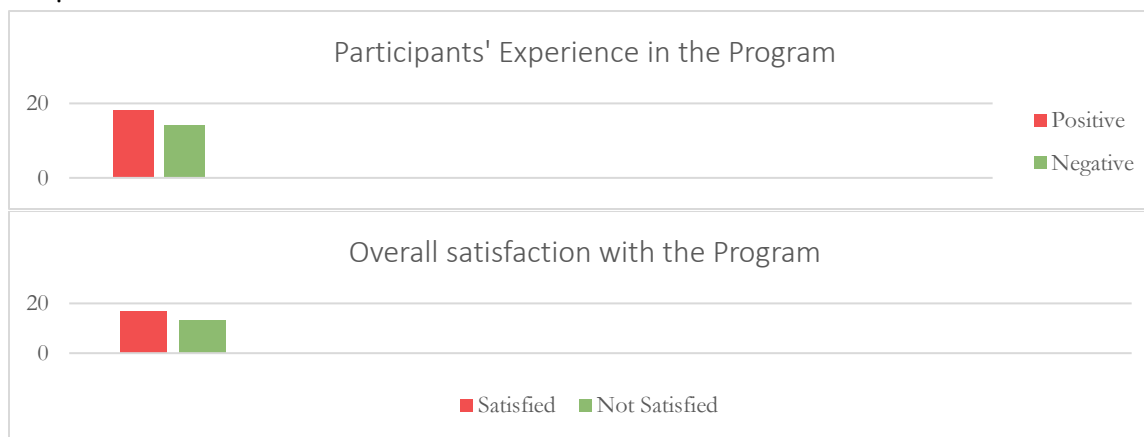 Participants' Experience in the Program
20
0
Positive
Negative
Overall satisfaction with the Program
20
0
Satisfied Not Satisfied